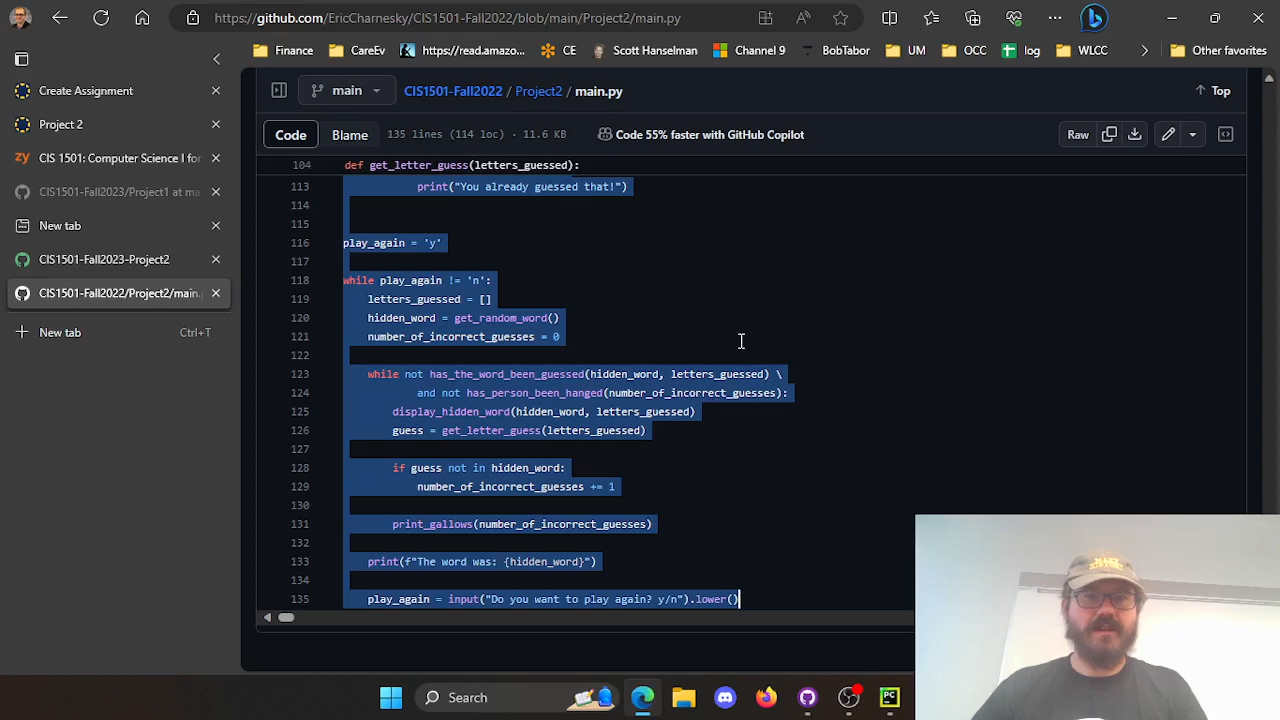 https://github.com/EricCharnesky/CIS1501-Fall2022/blob/main/Project2/main.py
Finance CareEv https://read.amazo... CE Scott Hanselman Channel 9 BobTabor UM OCC log WLCC Other favorites
Create Assignment
Project 2
CIS 1501: Computer Science I for
CIS1501-Fall2022/Project1 at m
New tab
CIS1501-Fall2023-Project2
CIS1501-Fall2022/Project2/main.
New tab Ctrl+T
main CIS1501-Fall2022 / Project2 / main.py Top
Code Blame 135 lines (114 loc) · 11.6 KB Code 55% faster with GitHub Copilot Raw
104 def get_letter_guess(letters_guessed):
113 print("You already guessed that!")
114
115
116 play_again = 'y'
117
118 while play_again != 'n':
119 letters_guessed = []
120 hidden_word = get_random_word()
121 number_of_incorrect_guesses = 0
122
123 while not has_the_word_been_guessed(hidden_word, letters_guessed) \
124 and not has_person_been_hanged(number_of_incorrect_guesses):
125 display_hidden_word(hidden_word, letters_guessed)
126 guess = get_letter_guess(letters_guessed)
127
128 if guess not in hidden_word:
129 number_of_incorrect_guesses += 1
130
131 print_gallows(number_of_incorrect_guesses)
132
133 print(f"The word was: {hidden_word}")
134
135 play_again = input("Do you want to play again? y/n").lower()
Search